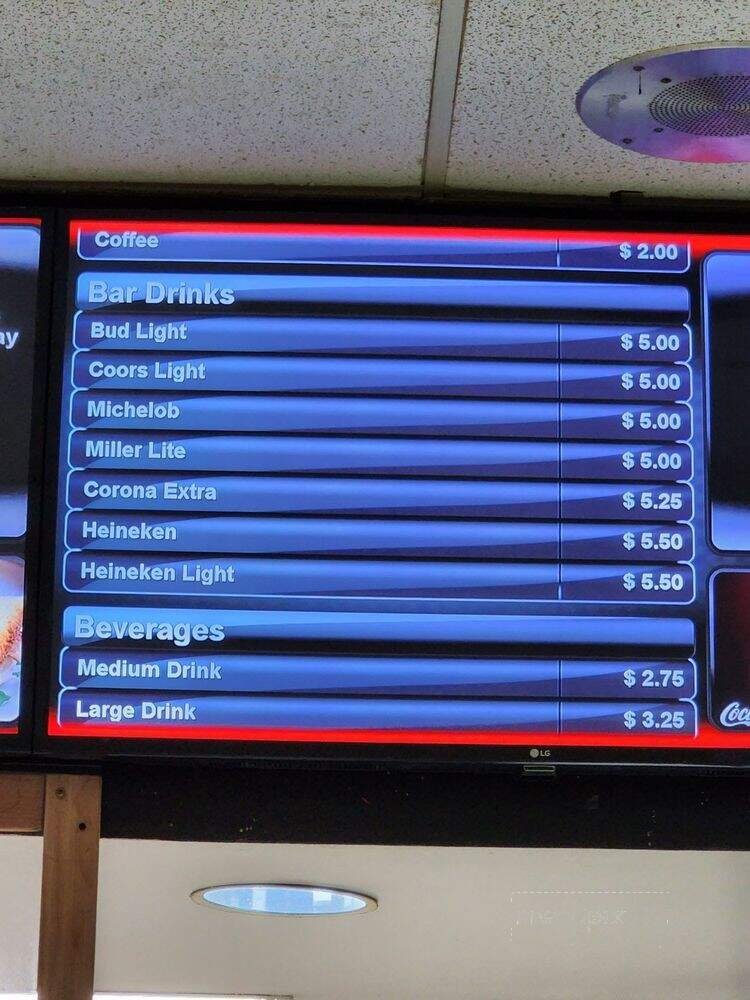 Coffee $ 2.00
Bar Drinks
Bud Light $ 5.00
Coors Light $ 5.00
Michelob $ 5.00
Miller Lite $ 5.00
Corona Extra $ 5.25
Heineken $ 5.50
Heineken Light $ 5.50
Beverages
Medium Drink $ 2.75
Large Drink $ 3.25
LG